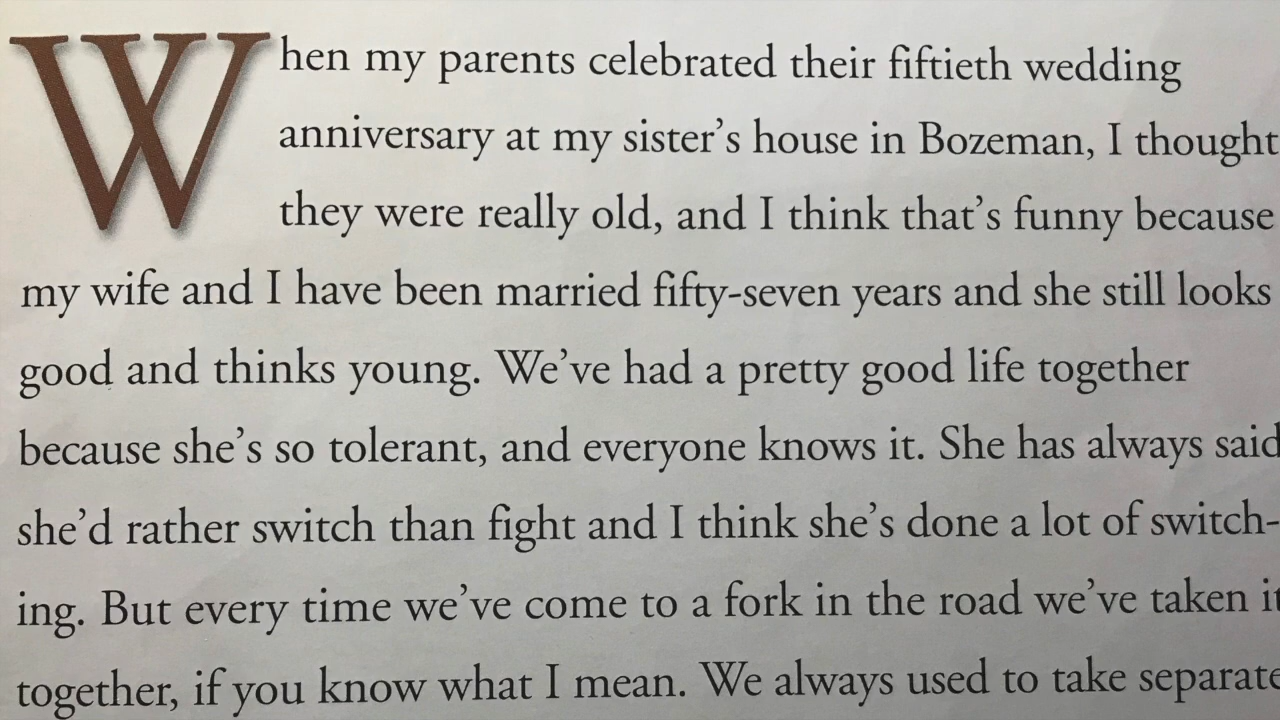 When my parents celebrated their fiftieth wedding
anniversary at my sister’s house in Bozeman, I thought
they were really old, and I think that’s funny because
my wife and I have been married fifty-seven years and she still looks
good and thinks young. We’ve had a pretty good life together
because she’s so tolerant, and everyone knows it. She has always said
she’d rather switch than fight and I think she’s done a lot of switch-
ing. But every time we’ve come to a fork in the road we’ve taken it
together, if you know what I mean. We always used to take separate